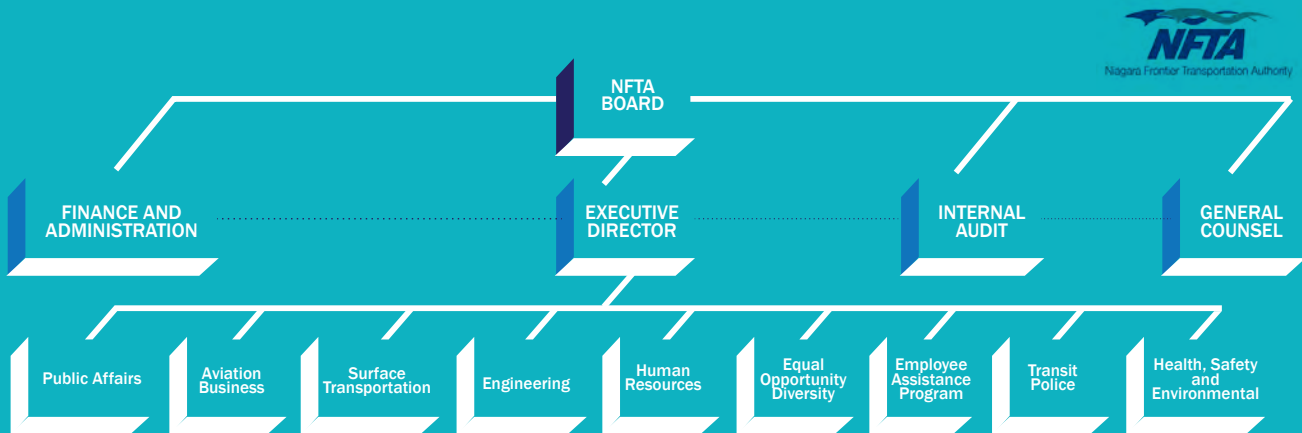 NFTA
Niagara Frontier Transportation Authority
NFTA
BOARD
FINANCE AND
ADMINISTRATION
EXECUTIVE
DIRECTOR
INTERNAL
AUDIT
GENERAL
COUNSEL
Public Affairs
Aviation
Business
Surface
Transportation
Engineering
Human
Resources
Equal
Opportunity
Diversity
Employee
Assistance
Program
Transit
Police
Health, Safety
and
Environmental